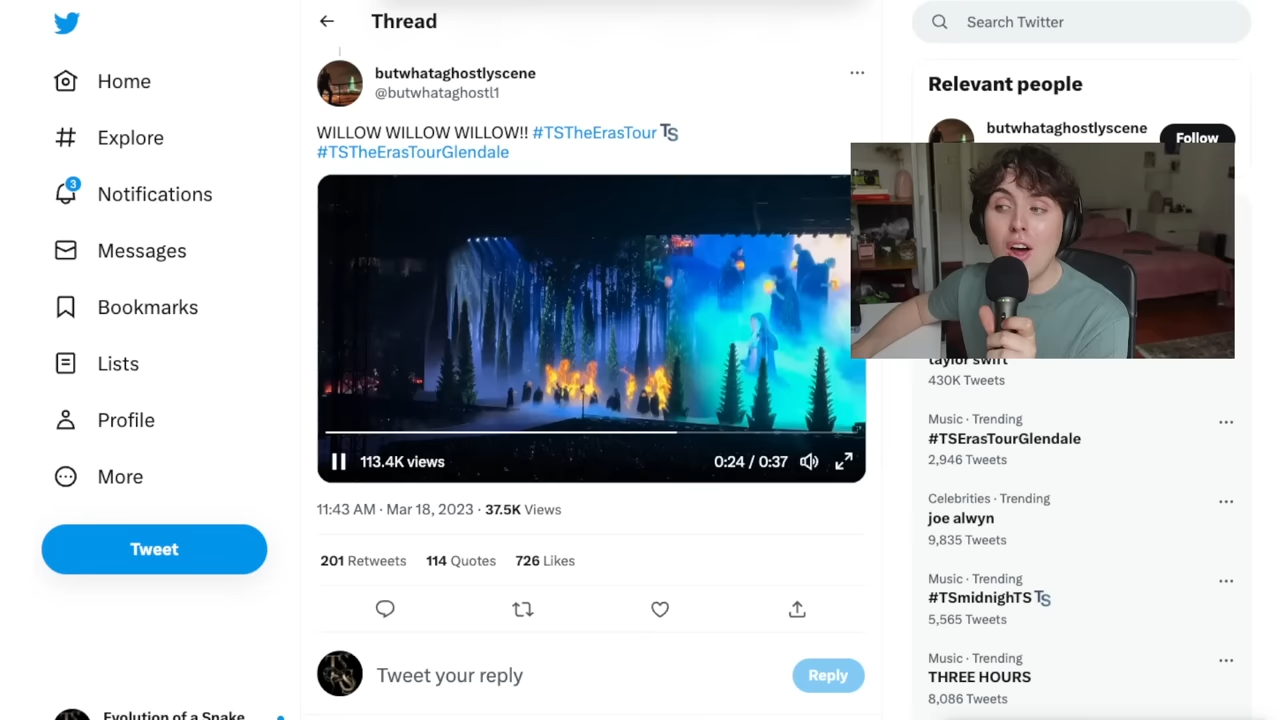 Thread
Search Twitter
Home
Explore
3
Notifications
Messages
Bookmarks
Lists
Profile
More
Tweet
Evolution of a Snake
butwhataghostlyscene
@butwhataghostl1
WILLOW WILLOW WILLOW!! #TSTheErasTour TS
#TSTheErasTourGlendale
113.4K views
0:24 / 0:37
11:43 AM · Mar 18, 2023 · 37.5K Views
201 Retweets 114 Quotes 726 Likes
Tweet your reply
Reply
Relevant people
butwhataghostlyscene
Follow
taylor swift
430K Tweets
Music · Trending
#TSErasTourGlendale
2,946 Tweets
Celebrities · Trending
joe alwyn
9,835 Tweets
Music · Trending
#TSmidnighTS TS
5,565 Tweets
Music · Trending
THREE HOURS
8,086 Tweets